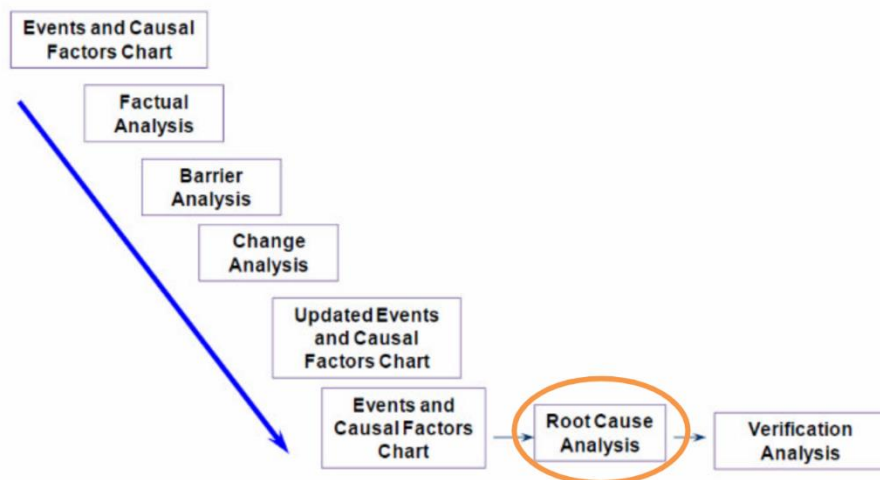 Events and Causal
Factors Chart
Factual
Analysis
Barrier
Analysis
Change
Analysis
Updated Events
and Causal
Factors Chart
Events and
Causal Factors
Chart
Root Cause
Analysis
Verification
Analysis